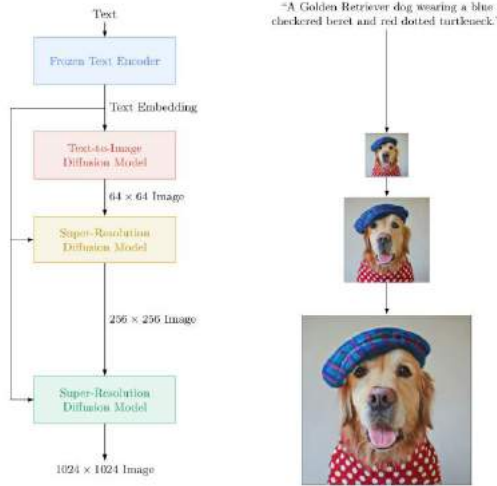 Text
Frozen Text Encoder
Text Embedding
Text-to-Image
Diffusion Model
64 × 64 Image
Super-Resolution
Diffusion Model
256 × 256 Image
Super-Resolution
Diffusion Model
1024 × 1024 Image
“A Golden Retriever dog wearing a blue
checkered beret and red dotted turtleneck.”